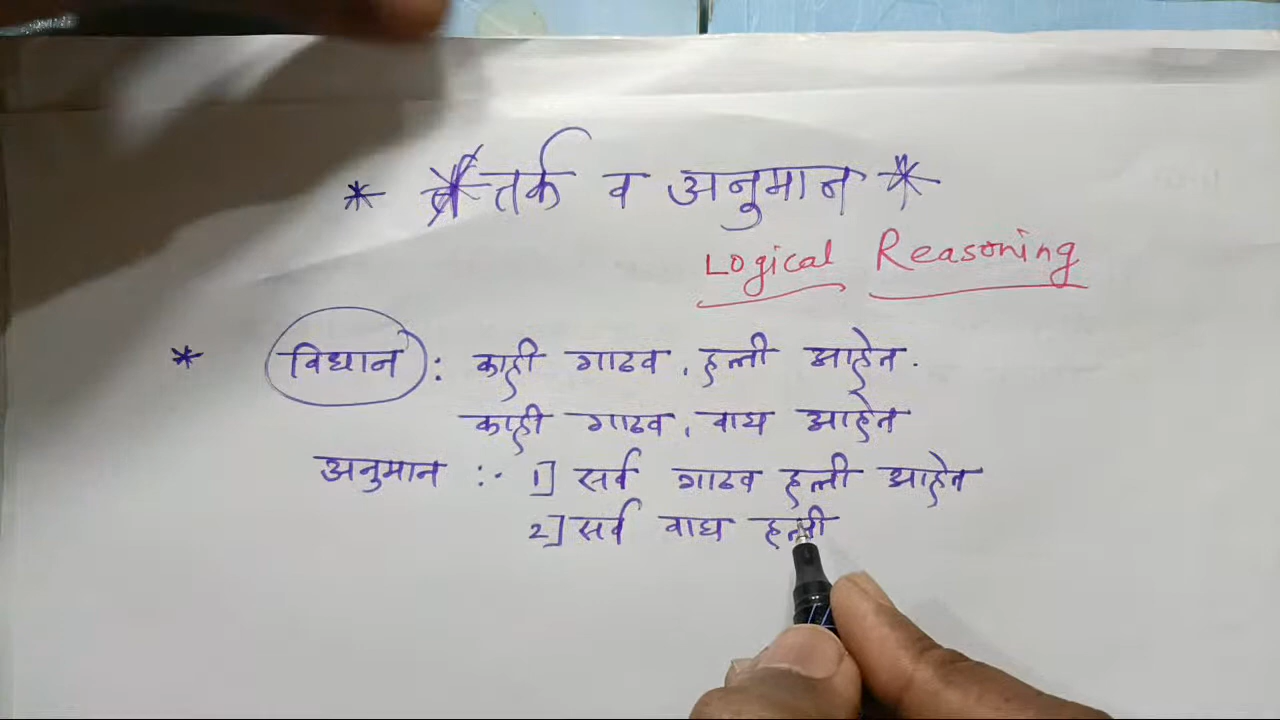 * तर्क व अनुमान *
Logical Reasoning
* विधान : काही गाढव, हत्ती आहेत.
काही गाढव, वाघ आहेत
अनुमान :- 1] सर्व गाढव हत्ती आहेत
2] सर्व वाघ हत्ती